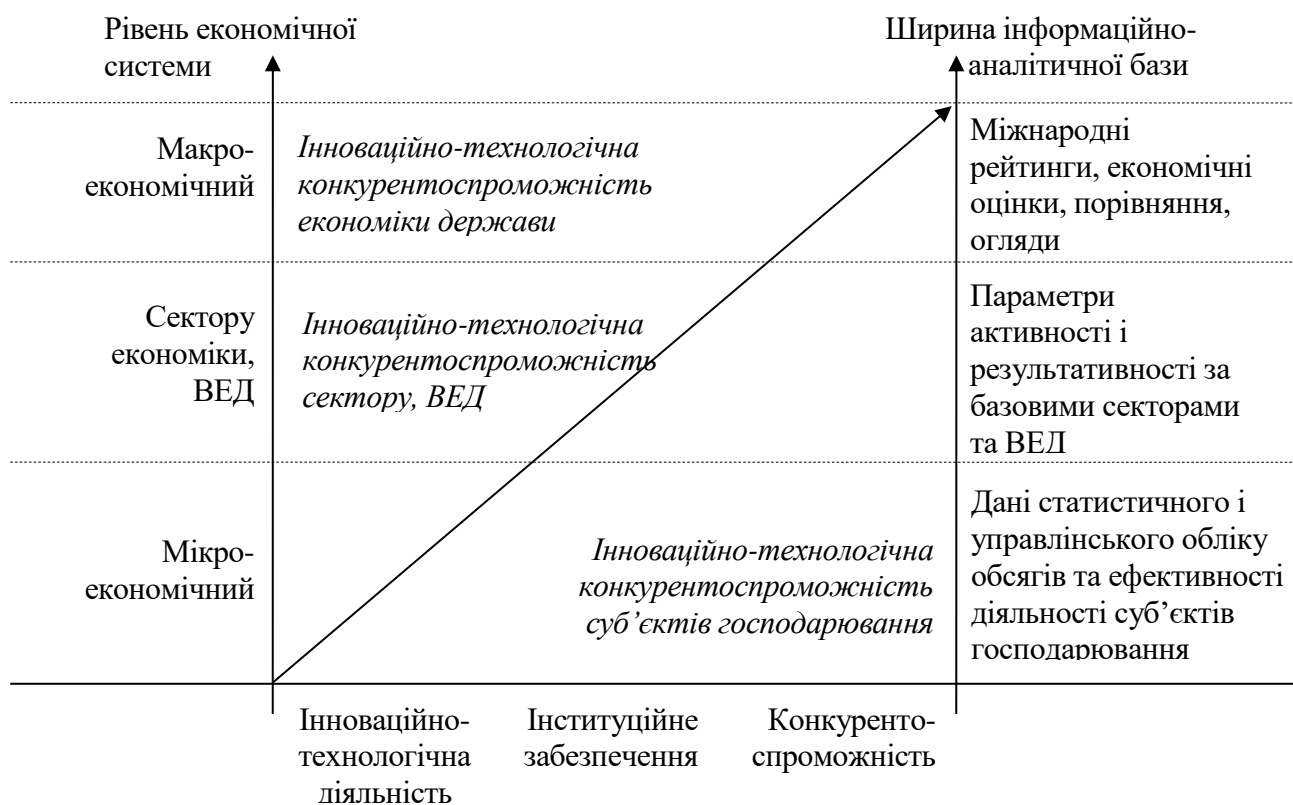 Рівень економічної
системи
Ширина інформаційно-
аналітичної бази
Макро-
економічний
Інноваційно-технологічна
конкурентоспроможність
економіки держави
Міжнародні
рейтинги, економічні
оцінки, порівняння,
огляди
Сектору
економіки,
ВЕД
Інноваційно-технологічна
конкурентоспроможність
сектору, ВЕД
Параметри
активності і
результативності за
базовими секторами
та ВЕД
Мікро-
економічний
Інноваційно-технологічна
конкурентоспроможність
суб’єктів господарювання
Дані статистичного і
управлінського обліку
обсягів та ефективності
діяльності суб’єктів
господарювання
Інноваційно-
технологічна
діяльність
Інституційне
забезпечення
Конкуренто-
спроможність